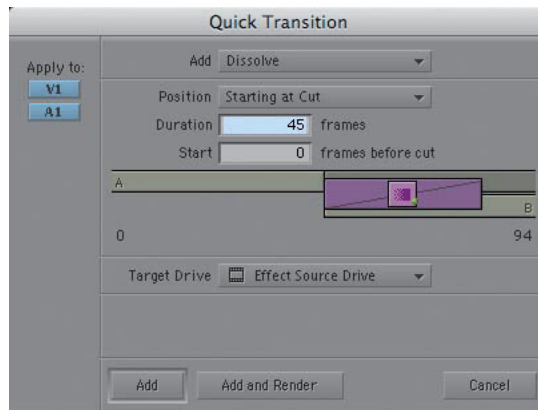 Quick Transition
Apply to:
V1
A1
Add Dissolve
Position Starting at Cut
Duration 45 frames
Start 0 frames before cut
A
B
0 94
Target Drive Effect Source Drive
Add Add and Render Cancel